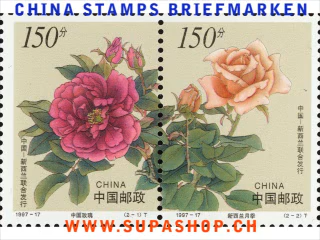 CHINA STAMPS BRIEFMARKEN
150分
中国—新西兰联合发行
CHINA
中国邮政
1997-17
中国玫瑰
(2-1)T
150分
中国—新西兰联合发行
CHINA
中国邮政
1997-17
新西兰月季
(2-2)T
WWW.SUPASHOP.CH